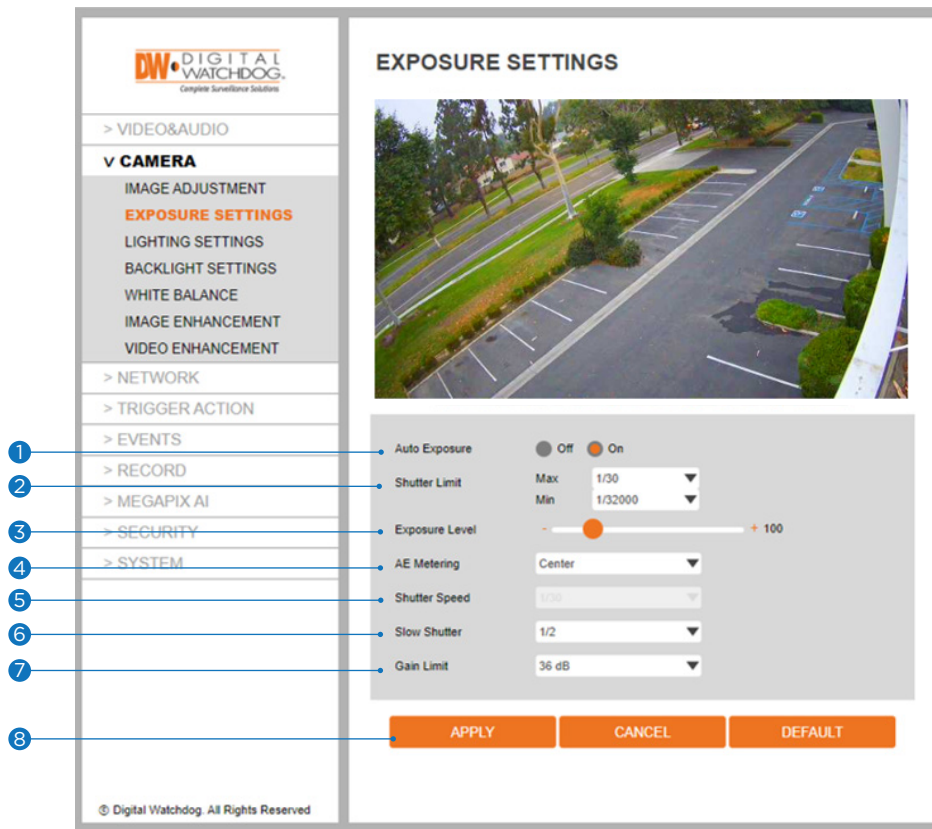 DW DIGITAL
WATCHDOG.
Complete Surveillance Solutions
> VIDEO&AUDIO
v CAMERA
IMAGE ADJUSTMENT
EXPOSURE SETTINGS
LIGHTING SETTINGS
BACKLIGHT SETTINGS
WHITE BALANCE
IMAGE ENHANCEMENT
VIDEO ENHANCEMENT
> NETWORK
> TRIGGER ACTION
> EVENTS
> RECORD
> MEGAPIX AI
> SECURITY
> SYSTEM
© Digital Watchdog. All Rights Reserved
EXPOSURE SETTINGS
1 Auto Exposure Off On
2 Shutter Limit Max 1/30
Min 1/32000
3 Exposure Level - + 100
4 AE Metering Center
5 Shutter Speed 1/30
6 Slow Shutter 1/2
7 Gain Limit 36 dB
8 APPLY CANCEL DEFAULT